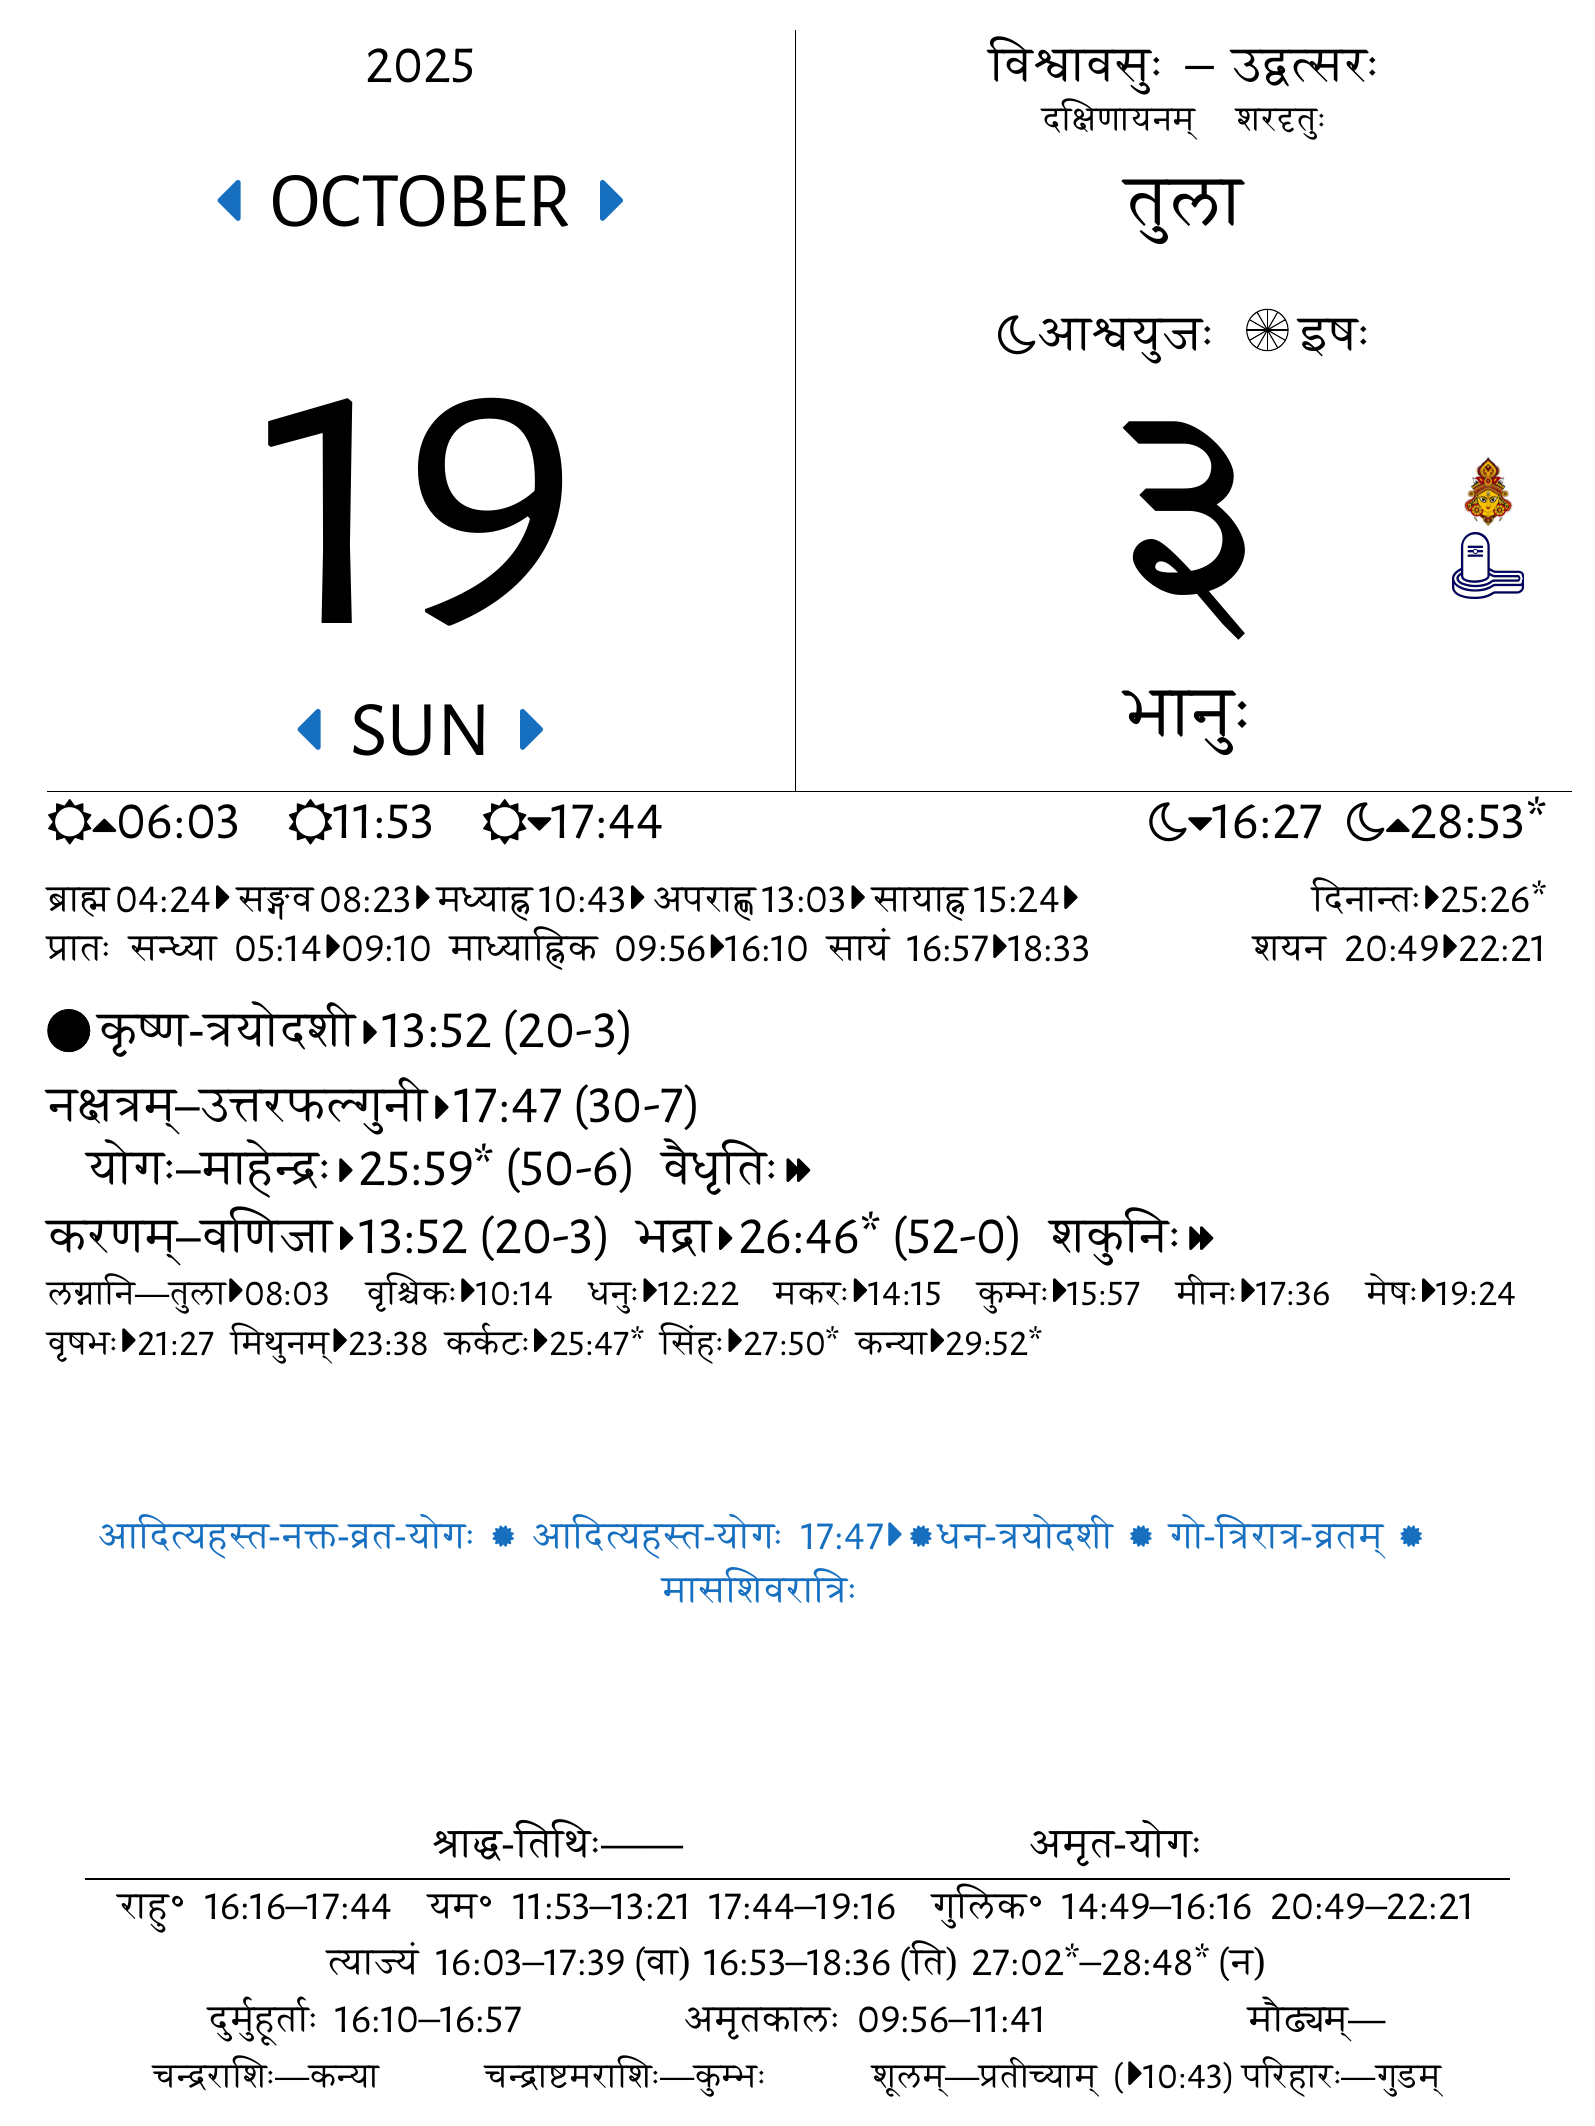 2025
OCTOBER
19
SUN
विश्वावसुः – उद्वत्सरः
दक्षिणायनम् शरदृतुः
तुला
आश्वयुजः इषः
३
भानुः
06:03 11:53 17:44 16:27 28:53*
ब्राह्म 04:24 सङ्गव 08:23 मध्याह्न 10:43 अपराह्ण 13:03 सायाह्न 15:24 दिनान्तः 25:26*
प्रातः सन्ध्या 05:14 09:10 माध्याह्निक 09:56 16:10 सायं 16:57 18:33 शयन 20:49 22:21
कृष्ण-त्रयोदशी 13:52 (20-3)
नक्षत्रम्–उत्तरफल्गुनी 17:47 (30-7)
योगः–माहेन्द्रः 25:59* (50-6) वैधृतिः
करणम्–वणिजा 13:52 (20-3) भद्रा 26:46* (52-0) शकुनिः
लग्नानि—तुला 08:03 वृश्चिकः 10:14 धनुः 12:22 मकरः 14:15 कुम्भः 15:57 मीनः 17:36 मेषः 19:24
वृषभः 21:27 मिथुनम् 23:38 कर्कटः 25:47* सिंहः 27:50* कन्या 29:52*
आदित्यहस्त-नक्त-व्रत-योगः ✹ आदित्यहस्त-योगः 17:47 ✹ धन-त्रयोदशी ✹ गो-त्रिरात्र-व्रतम् ✹
मासशिवरात्रिः
श्राद्ध-तिथिः—— अमृत-योगः
राहु॰ 16:16–17:44 यम॰ 11:53–13:21 17:44–19:16 गुलिक॰ 14:49–16:16 20:49–22:21
त्याज्यं 16:03–17:39 (वा) 16:53–18:36 (ति) 27:02*–28:48* (न)
दुर्मुहूर्ताः 16:10–16:57 अमृतकालः 09:56–11:41 मौढ्यम्—
चन्द्रराशिः—कन्या चन्द्राष्टमराशिः—कुम्भः शूलम्—प्रतीच्याम् (10:43) परिहारः—गुडम्